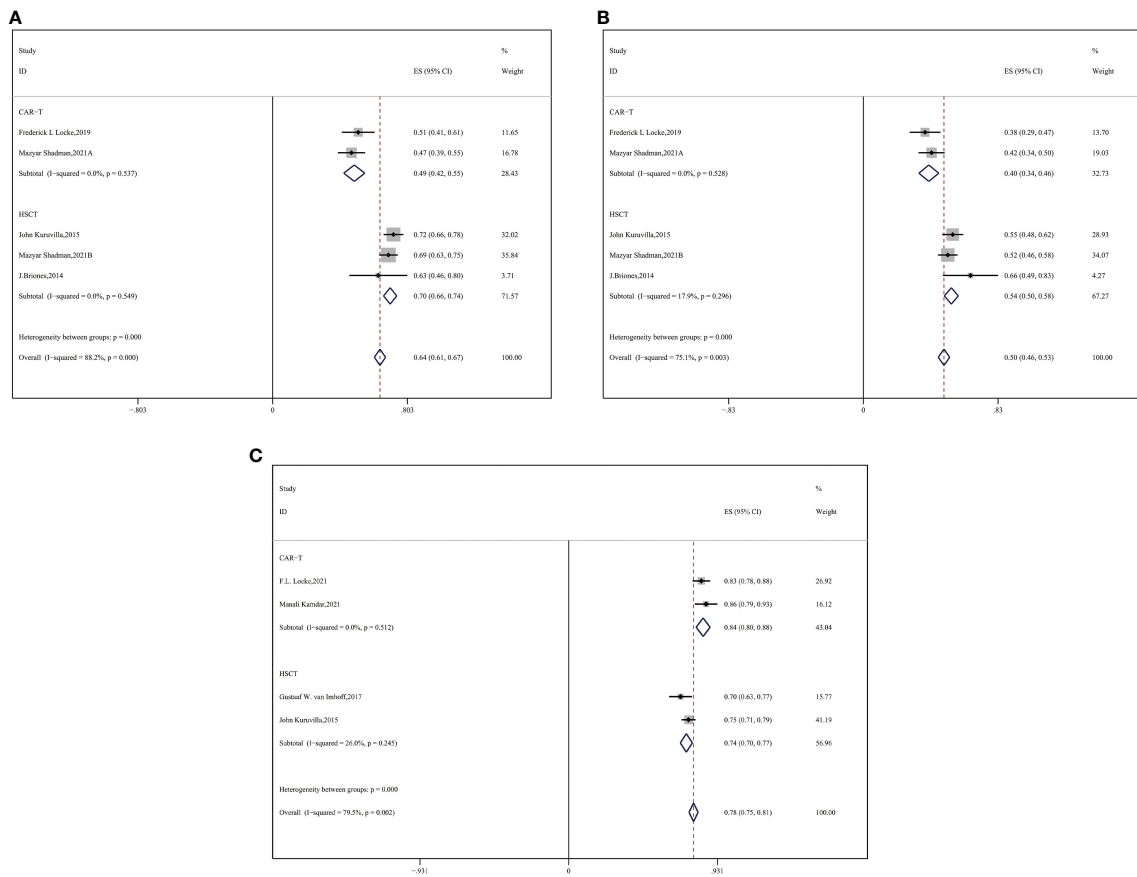 A
Study %
ID ES (95% CI) Weight
CAR−T
Frederick L Locke,2019 0.51 (0.41, 0.61) 11.65
Mazyar Shadman,2021A 0.47 (0.39, 0.55) 16.78
Subtotal (I−squared = 0.0%, p = 0.537) 0.49 (0.42, 0.55) 28.43
HSCT
John Kuruvilla,2015 0.72 (0.66, 0.78) 32.02
Mazyar Shadman,2021B 0.69 (0.63, 0.75) 35.84
J.Briones,2014 0.63 (0.46, 0.80) 3.71
Subtotal (I−squared = 0.0%, p = 0.549) 0.70 (0.66, 0.74) 71.57
Heterogeneity between groups: p = 0.000
Overall (I−squared = 88.2%, p = 0.000) 0.64 (0.61, 0.67) 100.00
−.803 0 .803
B
Study %
ID ES (95% CI) Weight
CAR−T
Frederick L Locke,2019 0.38 (0.29, 0.47) 13.70
Mazyar Shadman,2021A 0.42 (0.34, 0.50) 19.03
Subtotal (I−squared = 0.0%, p = 0.528) 0.40 (0.34, 0.46) 32.73
HSCT
John Kuruvilla,2015 0.55 (0.48, 0.62) 28.93
Mazyar Shadman,2021B 0.52 (0.46, 0.58) 34.07
J.Briones,2014 0.66 (0.49, 0.83) 4.27
Subtotal (I−squared = 17.9%, p = 0.296) 0.54 (0.50, 0.58) 67.27
Heterogeneity between groups: p = 0.000
Overall (I−squared = 75.1%, p = 0.003) 0.50 (0.46, 0.53) 100.00
−.83 0 .83
C
Study %
ID ES (95% CI) Weight
CAR−T
F.L. Locke,2021 0.83 (0.78, 0.88) 26.92
Manali Kamdar,2021 0.86 (0.79, 0.93) 16.12
Subtotal (I−squared = 0.0%, p = 0.512) 0.84 (0.80, 0.88) 43.04
HSCT
Gustaaf W. van Imhoff,2017 0.70 (0.63, 0.77) 15.77
John Kuruvilla,2015 0.75 (0.71, 0.79) 41.19
Subtotal (I−squared = 26.0%, p = 0.245) 0.74 (0.70, 0.77) 56.96
Heterogeneity between groups: p = 0.000
Overall (I−squared = 79.5%, p = 0.002) 0.78 (0.75, 0.81) 100.00
−.931 0 .931